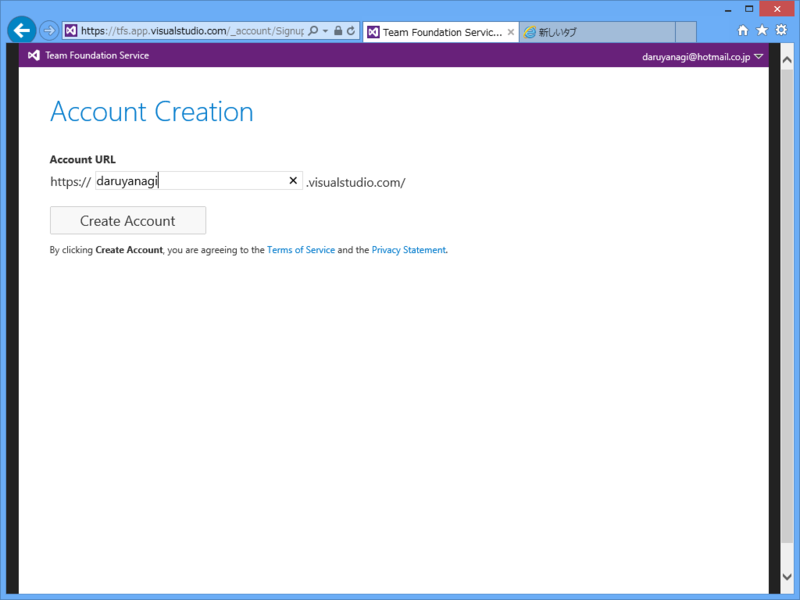 https://tfs.app.visualstudio.com/_account/Signup
Team Foundation Servic...
新しいタブ
Team Foundation Service
daruyanagi@hotmail.co.jp
Account Creation
Account URL
https:// daruyanagi .visualstudio.com/
Create Account
By clicking Create Account, you are agreeing to the Terms of Service and the Privacy Statement.